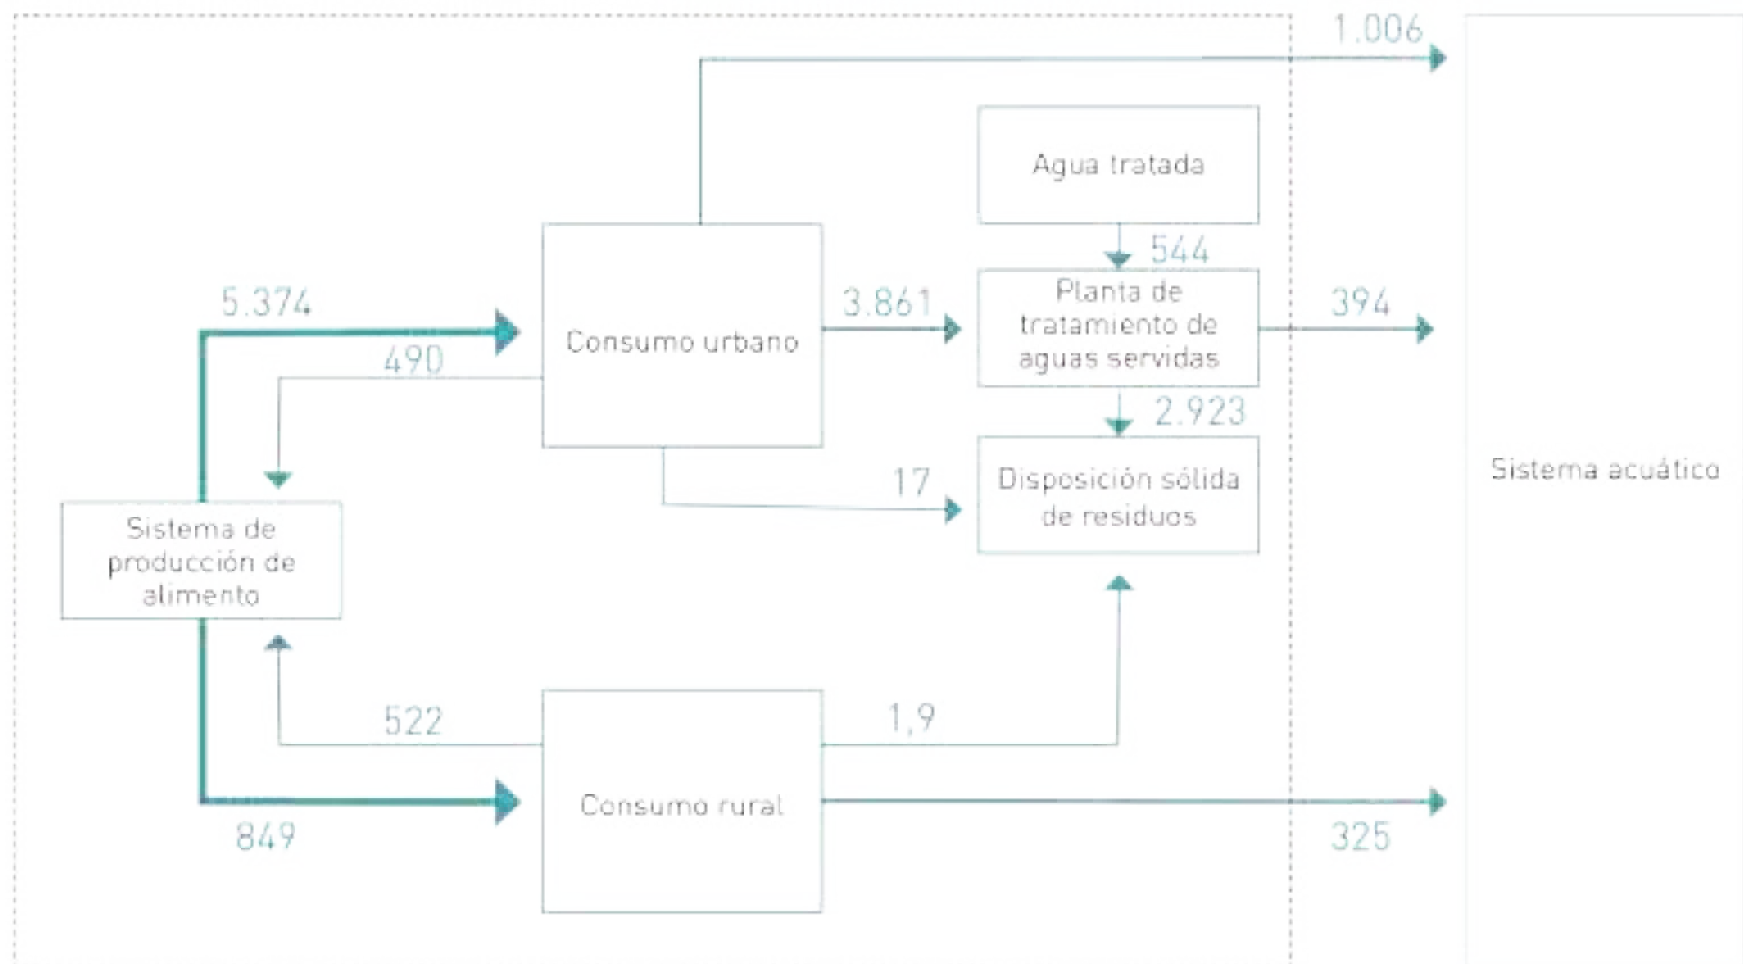 1.006
Agua tratada
544
5.374
3.861
Planta de
tratamiento de
aguas servidas
394
Consumo urbano
490
2.923
17
Disposición sólida
de residuos
Sistema acuático
Sistema de
producción de
alimento
522
1,9
Consumo rural
849
325